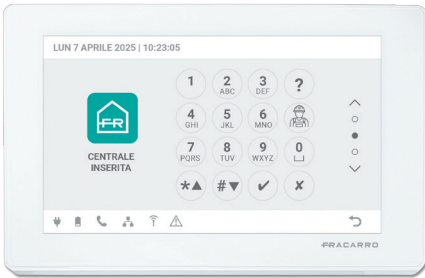 LUN 7 APRILE 2025 | 10:23:05
1 2 3 ?
ABC DEF
4 5 6
GHI JKL MNO
7 8 9 0
PQRS TUV WXYZ
*▲ #▼ ✔ ✘
FR
CENTRALE
INSERITA
FRACARRO